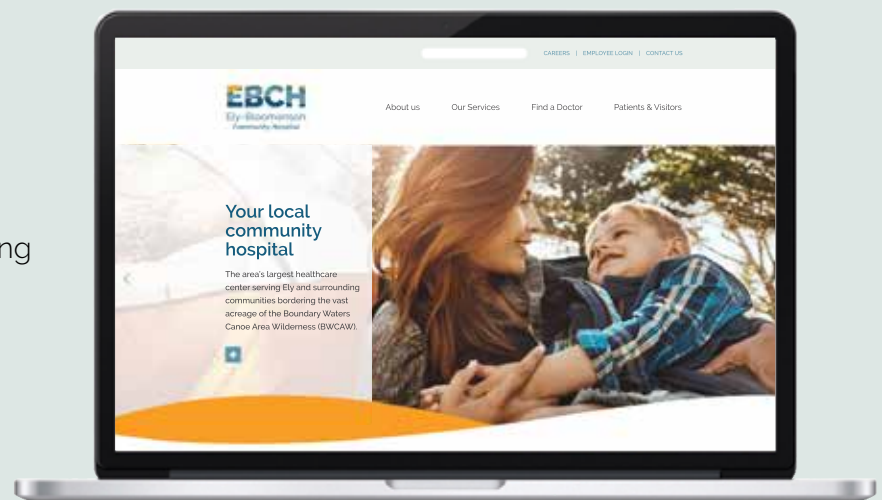 CAREERS | EMPLOYEE LOGIN | CONTACT US
EBCH
Ely-Bloomenson
Community Hospital
About us Our Services Find a Doctor Patients & Visitors
ng
Your local
community
hospital
The area's largest healthcare
center serving Ely and surrounding
communities bordering the vast
acreage of the Boundary Waters
Canoe Area Wilderness (BWCAW).